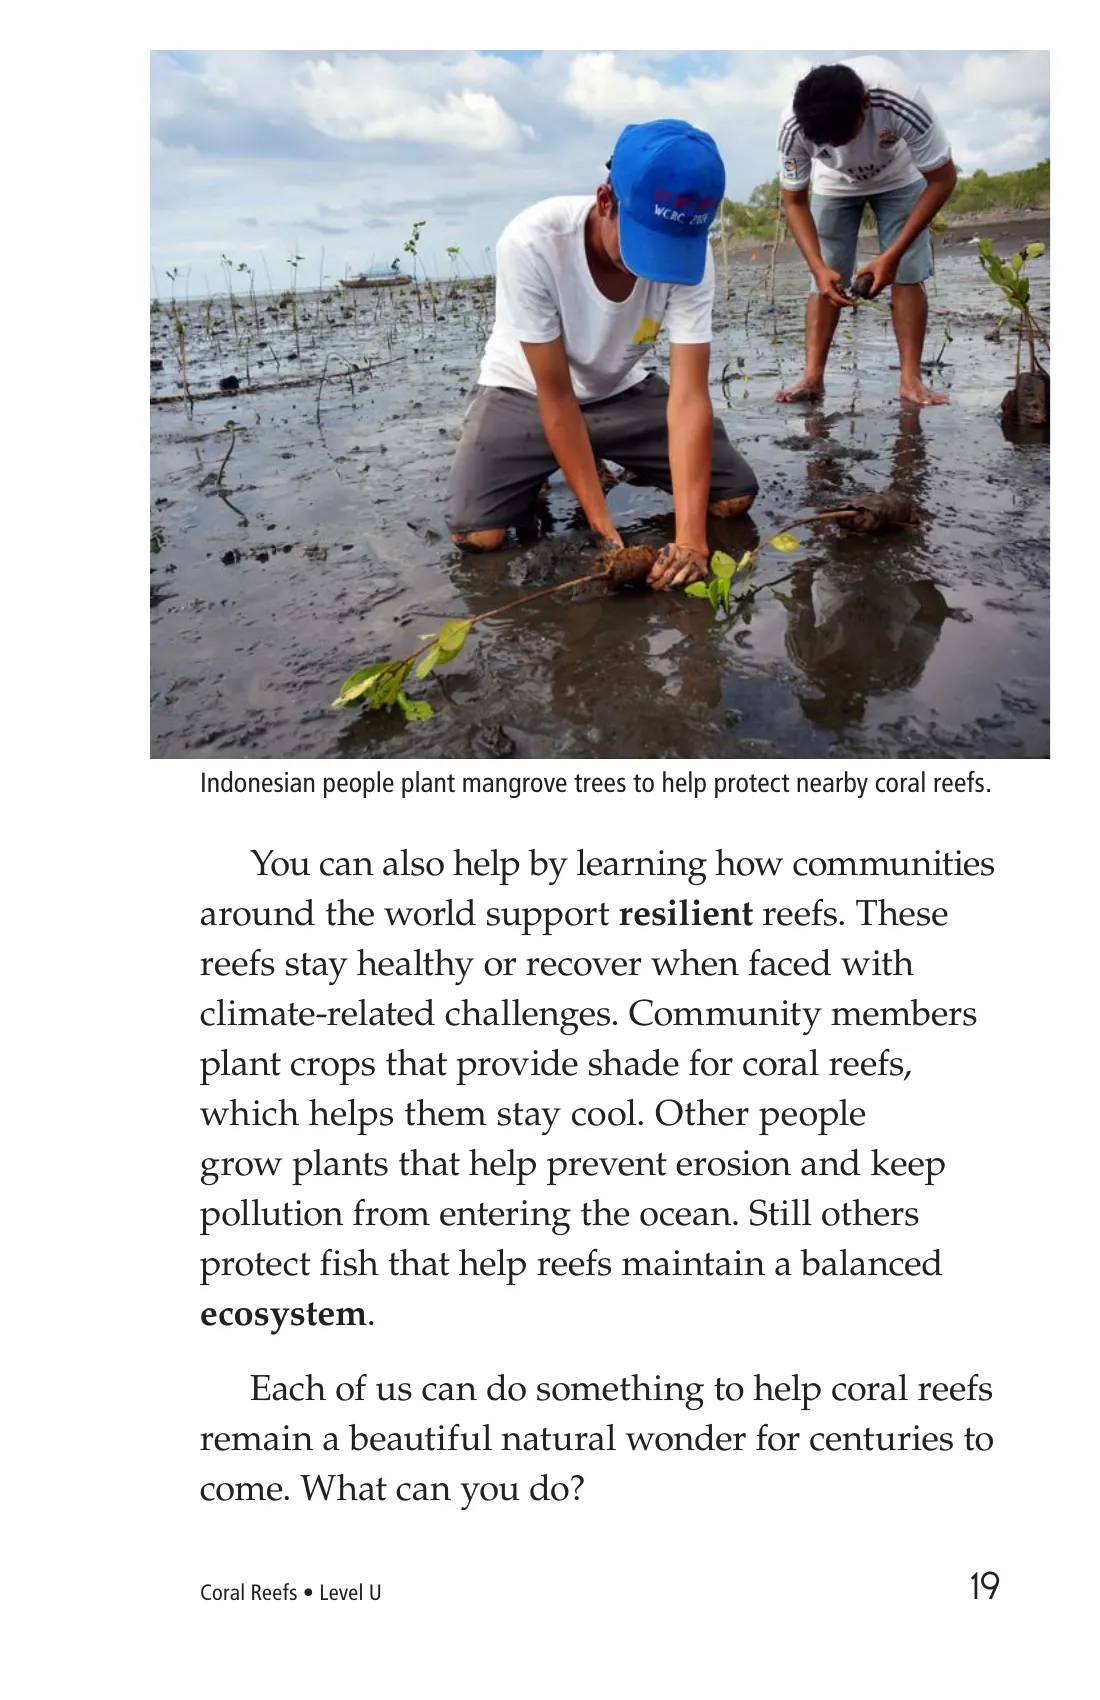 WCRC 2014
Indonesian people plant mangrove trees to help protect nearby coral reefs.
You can also help by learning how communities
around the world support resilient reefs. These
reefs stay healthy or recover when faced with
climate-related challenges. Community members
plant crops that provide shade for coral reefs,
which helps them stay cool. Other people
grow plants that help prevent erosion and keep
pollution from entering the ocean. Still others
protect fish that help reefs maintain a balanced
ecosystem.
Each of us can do something to help coral reefs
remain a beautiful natural wonder for centuries to
come. What can you do?
Coral Reefs • Level U
19